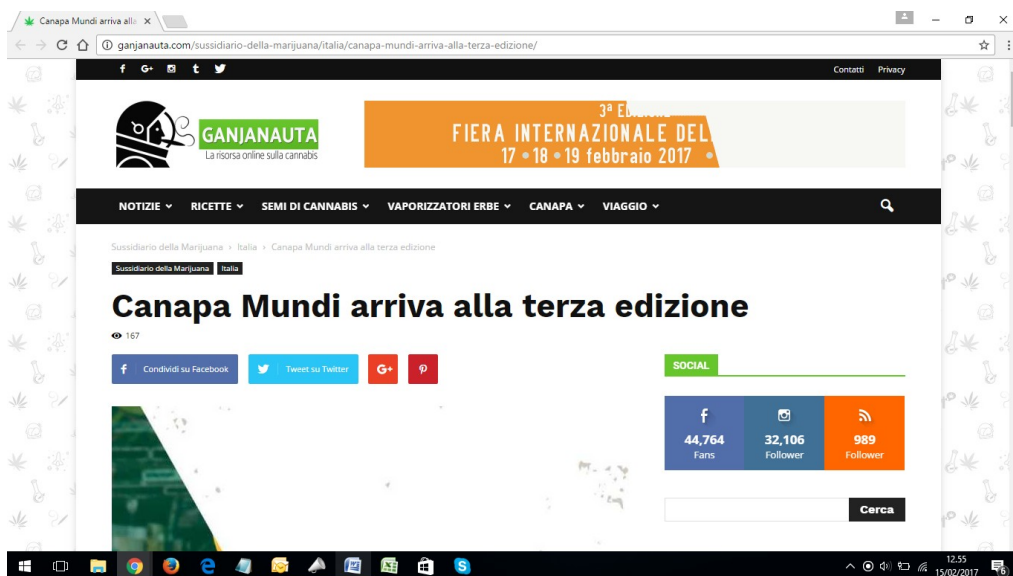 Canapa Mundi arriva alla
ganjanauta.com/sussidiario-della-marijuana/italia/canapa-mundi-arriva-alla-terza-edizione/
f G+ t
Contatti Privacy
GANJANAUTA
La risorsa online sulla cannabis
3ª
FIERA INTERNAZIONALE DEL
17 • 18 • 19 febbraio 2017 •
NOTIZIE RICETTE SEMI DI CANNABIS VAPORIZZATORI ERBE CANAPA VIAGGIO
Sussidiario della Marijuana › Italia › Canapa Mundi arriva alla terza edizione
Sussidiario della Marijuana Italia
Canapa Mundi arriva alla terza edizione
167
f Condividi su Facebook Tweet su Twitter G+
SOCIAL
f
44,764 32,106 989
Fans Follower Follower
Cerca
12.55
15/02/2017
6